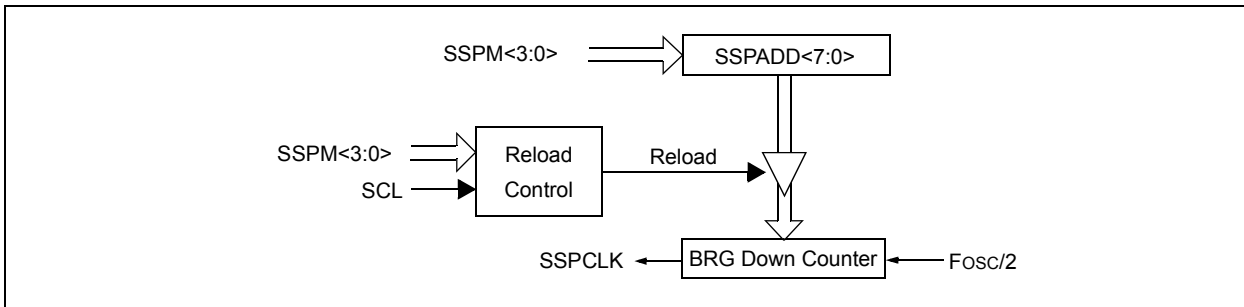 SSPM<3:0>
SSPADD<7:0>
SSPM<3:0>
SCL
Reload
Control
Reload
SSPCLK
BRG Down Counter
FOSC/2